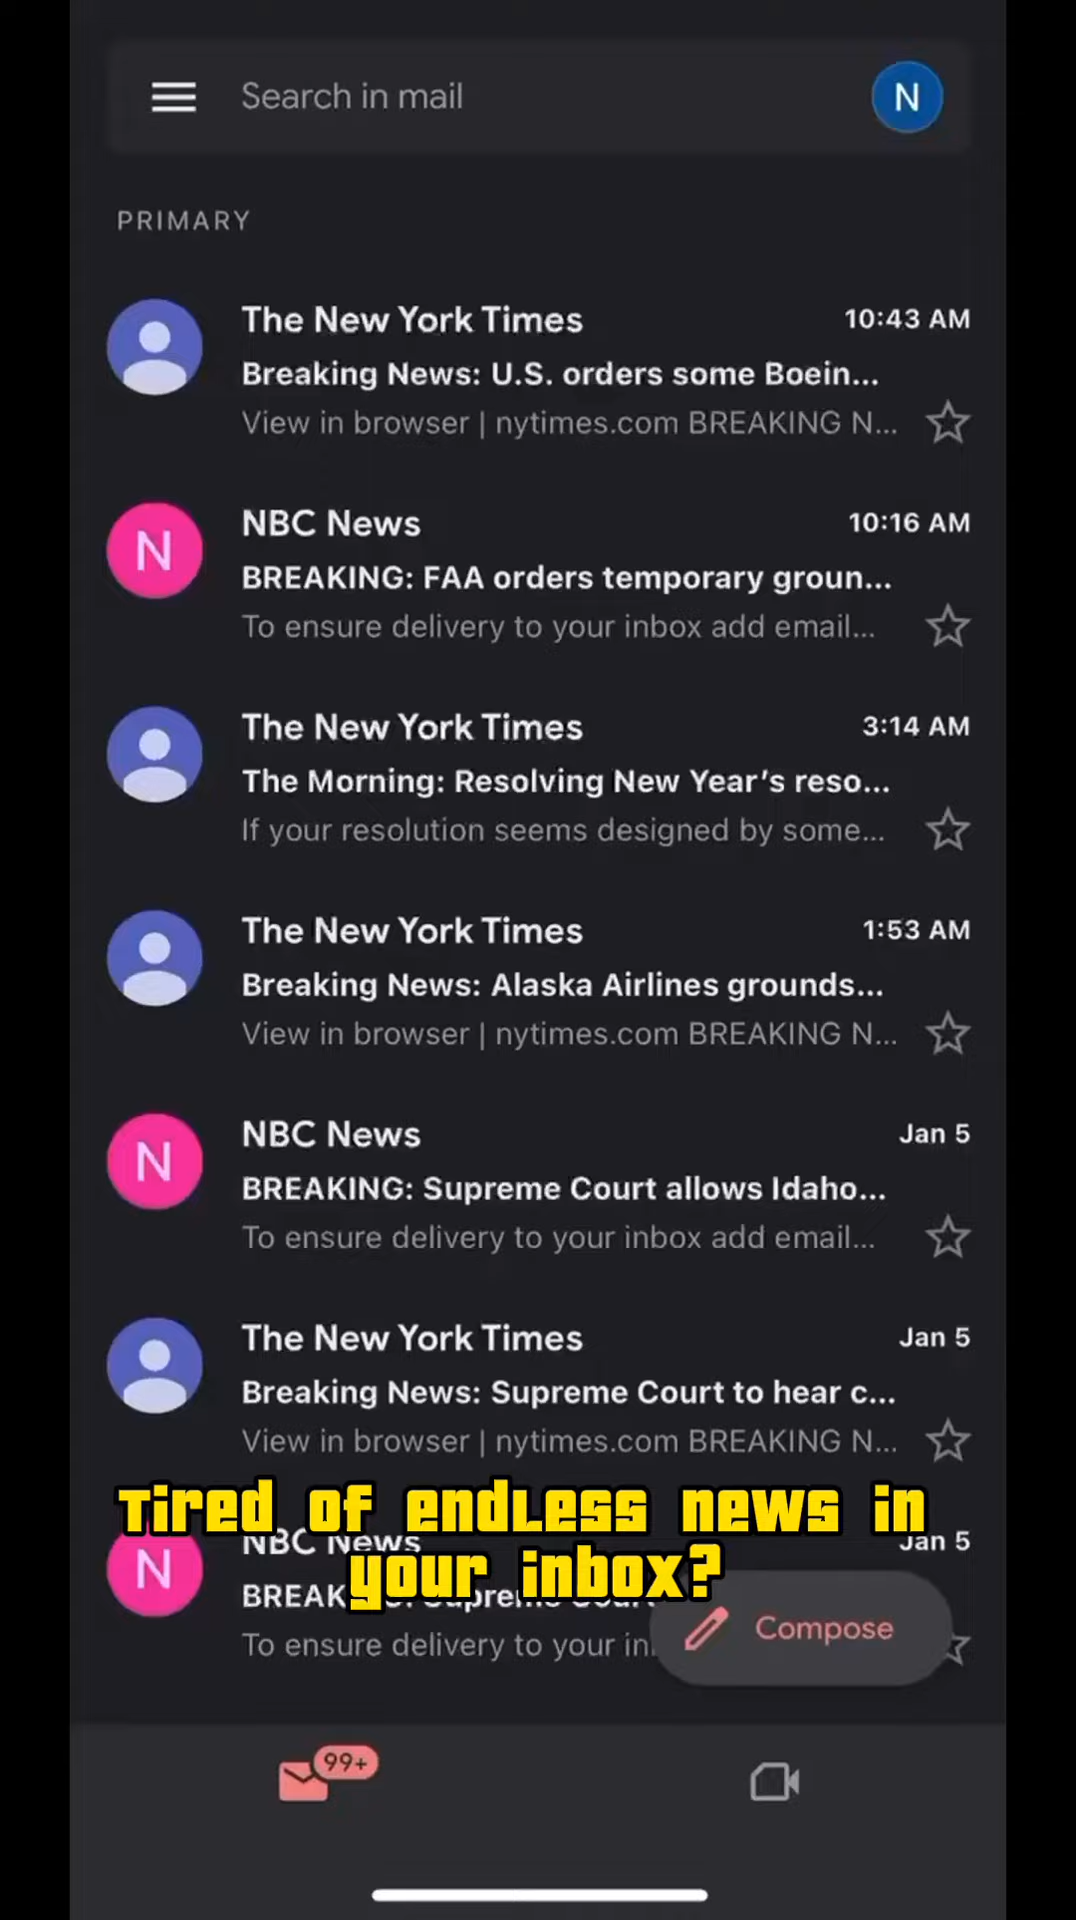 Search in mail
N
PRIMARY
The New York Times
10:43 AM
Breaking News: U.S. orders some Boein...
View in browser | nytimes.com BREAKING N...
N
NBC News
10:16 AM
BREAKING: FAA orders temporary groun...
To ensure delivery to your inbox add email...
The New York Times
3:14 AM
The Morning: Resolving New Year's reso...
If your resolution seems designed by some...
The New York Times
1:53 AM
Breaking News: Alaska Airlines grounds...
View in browser | nytimes.com BREAKING N...
N
NBC News
Jan 5
BREAKING: Supreme Court allows Idaho...
To ensure delivery to your inbox add email...
The New York Times
Jan 5
Breaking News: Supreme Court to hear c...
View in browser | nytimes.com BREAKING N...
Tired of endless news in
your inbox?
N
NBC News
Jan 5
BREAKING: Supreme Court
To ensure delivery to your in
Compose
99+